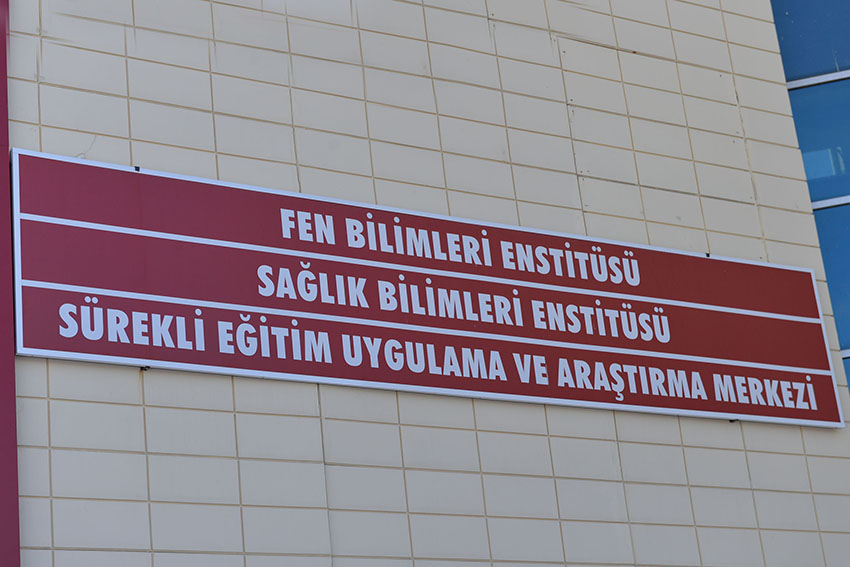 FEN BİLİMLERİ ENSTİTÜSÜ
SAĞLIK BİLİMLERİ ENSTİTÜSÜ
SÜREKLİ EĞİTİM UYGULAMA VE ARAŞTIRMA MERKEZİ